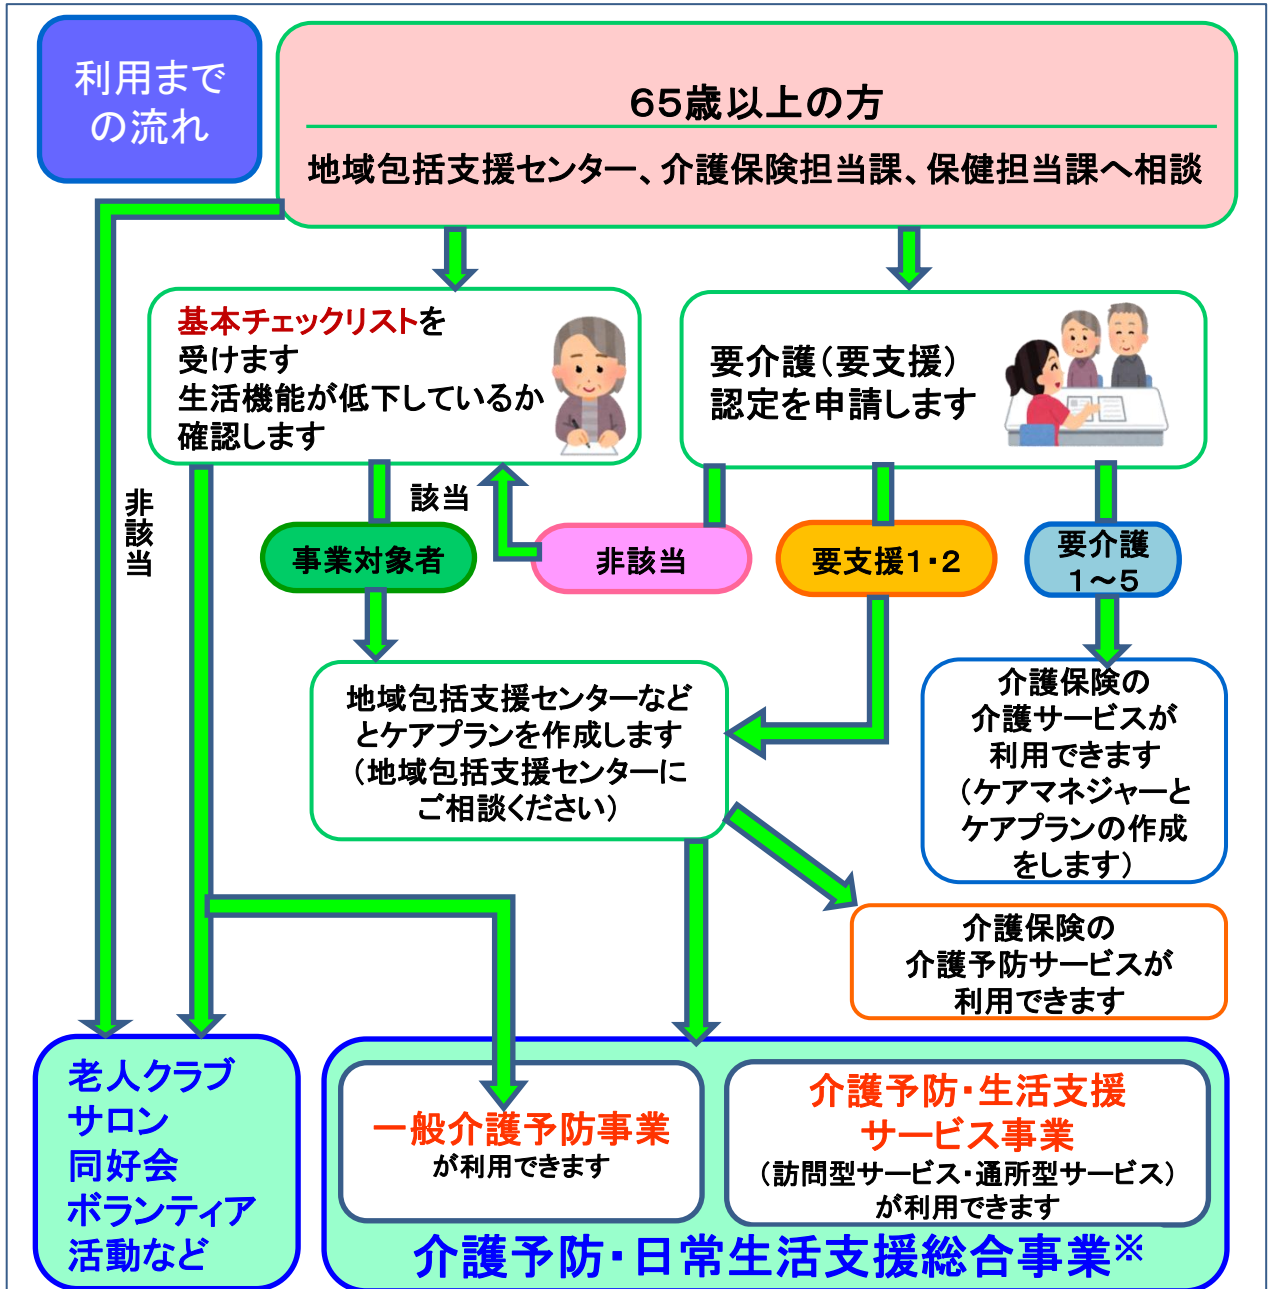 利用まで
の流れ
65歳以上の方
地域包括支援センター、介護保険担当課、保健担当課へ相談
基本チェックリストを
受けます
生活機能が低下しているか
確認します
要介護(要支援)
認定を申請します
非該当
該当
事業対象者
非該当
要支援1・2
要介護
1~5
地域包括支援センターなど
とケアプランを作成します
(地域包括支援センターに
ご相談ください)
介護保険の
介護サービスが
利用できます
(ケアマネジャーと
ケアプランの作成
をします)
介護保険の
介護予防サービスが
利用できます
老人クラブ
サロン
同好会
ボランティア
活動など
一般介護予防事業
が利用できます
介護予防・生活支援
サービス事業
(訪問型サービス・通所型サービス)
が利用できます
介護予防・日常生活支援総合事業※